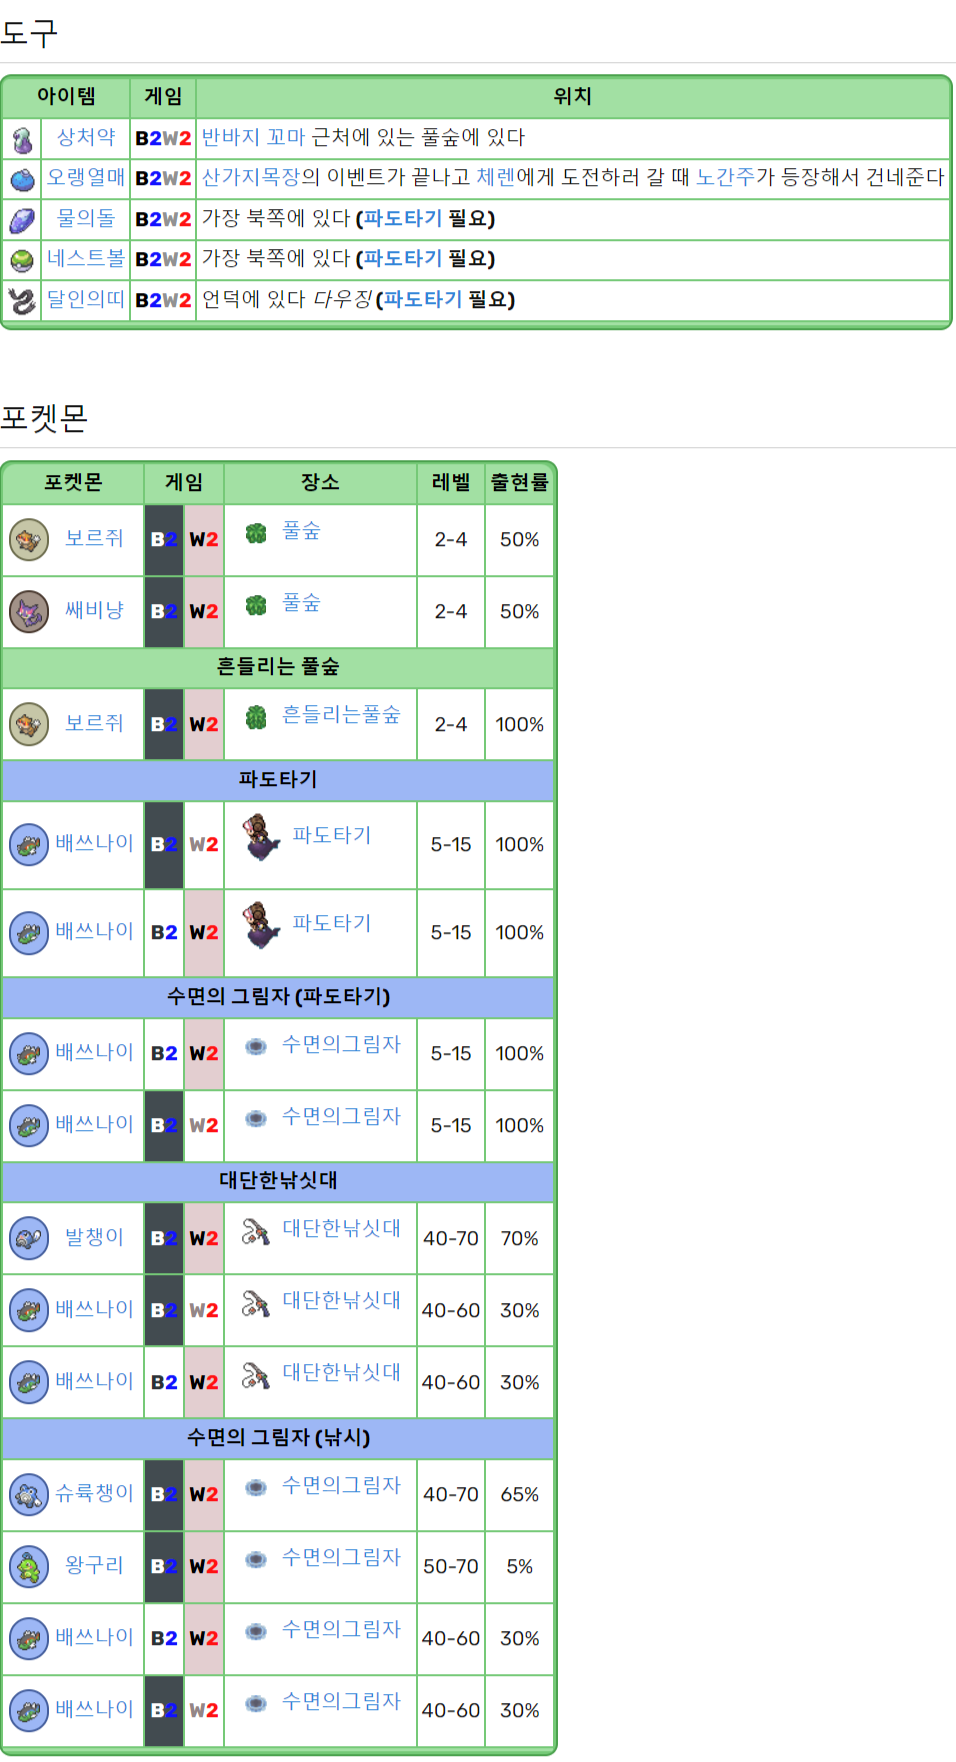 도구
아이템 게임 위치
상처약 B2W2 반바지 꼬마 근처에 있는 풀숲에 있다
오랭열매 B2W2 산가지목장의 이벤트가 끝나고 체렌에게 도전하러 갈 때 노간주가 등장해서 건네준다
물의돌 B2W2 가장 북쪽에 있다 (파도타기 필요)
네스트볼 B2W2 가장 북쪽에 있다 (파도타기 필요)
달인의띠 B2W2 언덕에 있다 다우징 (파도타기 필요)
포켓몬
포켓몬 게임 장소 레벨 출현률
보르쥐 B2 W2 풀숲 2-4 50%
쌔비냥 B2 W2 풀숲 2-4 50%
흔들리는 풀숲
보르쥐 B2 W2 흔들리는풀숲 2-4 100%
파도타기
배쓰나이 B2 W2 파도타기 5-15 100%
배쓰나이 B2 W2 파도타기 5-15 100%
수면의 그림자 (파도타기)
배쓰나이 B2 W2 수면의그림자 5-15 100%
배쓰나이 B2 W2 수면의그림자 5-15 100%
대단한낚싯대
발챙이 B2 W2 대단한낚싯대 40-70 70%
배쓰나이 B2 W2 대단한낚싯대 40-60 30%
배쓰나이 B2 W2 대단한낚싯대 40-60 30%
수면의 그림자 (낚시)
슈륙챙이 B2 W2 수면의그림자 40-70 65%
왕구리 B2 W2 수면의그림자 50-70 5%
배쓰나이 B2 W2 수면의그림자 40-60 30%
배쓰나이 B2 W2 수면의그림자 40-60 30%